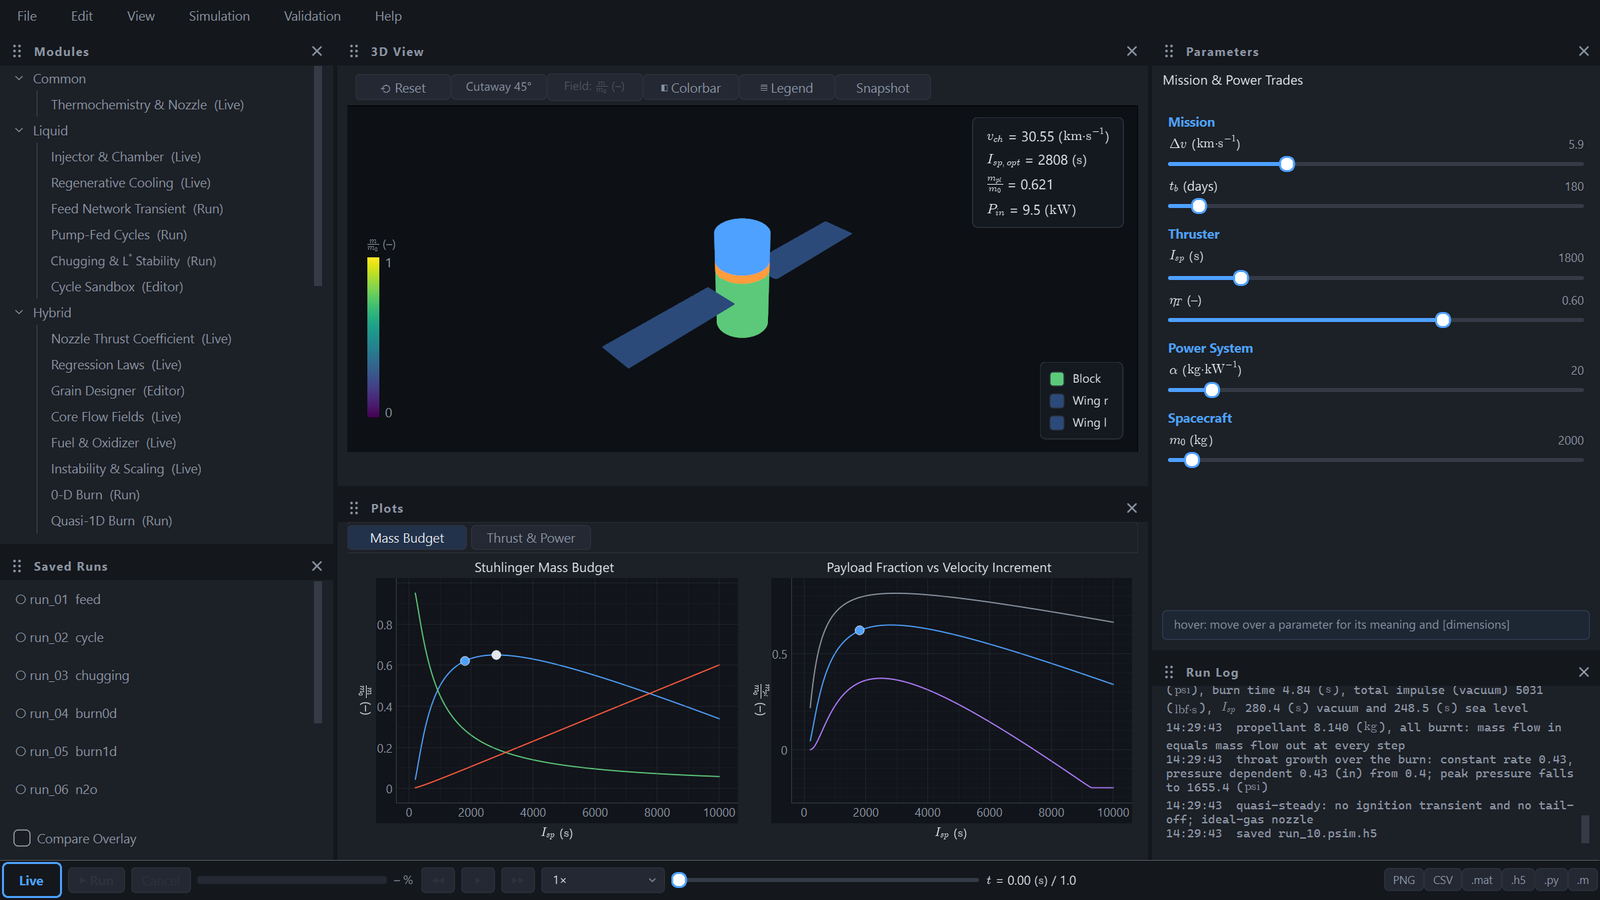 File Edit View Simulation Validation Help
Modules
Common
Thermochemistry & Nozzle (Live)
Liquid
Injector & Chamber (Live)
Regenerative Cooling (Live)
Feed Network Transient (Run)
Pump-Fed Cycles (Run)
Chugging & L* Stability (Run)
Cycle Sandbox (Editor)
Hybrid
Nozzle Thrust Coefficient (Live)
Regression Laws (Live)
Grain Designer (Editor)
Core Flow Fields (Live)
Fuel & Oxidizer (Live)
Instability & Scaling (Live)
0-D Burn (Run)
Quasi-1D Burn (Run)
Saved Runs
run_01 feed
run_02 cycle
run_03 chugging
run_04 burn0d
run_05 burn1d
run_06 n2o
Compare Overlay
3D View
Reset Cutaway 45° Field: m/m₀ (–) Colorbar Legend Snapshot
v_ch = 30.55 (km·s⁻¹)
I_sp,opt = 2808 (s)
m_pl/m₀ = 0.621
P_in = 9.5 (kW)
m/m₀ (–)
1
0
Block
Wing r
Wing l
Plots
Mass Budget Thrust & Power
Stuhlinger Mass Budget
0.8
0.6
0.4
0.2
0
m/m₀ (–)
0 2000 4000 6000 8000 10000
I_sp (s)
Payload Fraction vs Velocity Increment
0.5
0
m_pl/m₀ (–)
0 2000 4000 6000 8000 10000
I_sp (s)
Parameters
Mission & Power Trades
Mission
Δv (km·s⁻¹) 5.9
t_b (days) 180
Thruster
I_sp (s) 1800
η_T (–) 0.60
Power System
α (kg·kW⁻¹) 20
Spacecraft
m₀ (kg) 2000
hover: move over a parameter for its meaning and [dimensions]
Run Log
(psi), burn time 4.84 (s), total impulse (vacuum) 5031
(lbf·s), I_sp 280.4 (s) vacuum and 248.5 (s) sea level
14:29:43 propellant 8.140 (kg), all burnt: mass flow in
equals mass flow out at every step
14:29:43 throat growth over the burn: constant rate 0.43,
pressure dependent 0.43 (in) from 0.4; peak pressure falls
to 1655.4 (psi)
14:29:43 quasi-steady: no ignition transient and no tail-
off; ideal-gas nozzle
14:29:43 saved run_10.psim.h5
Live Run Cancel – % 1× t = 0.00 (s) / 1.0 PNG CSV .mat .h5 .py .m